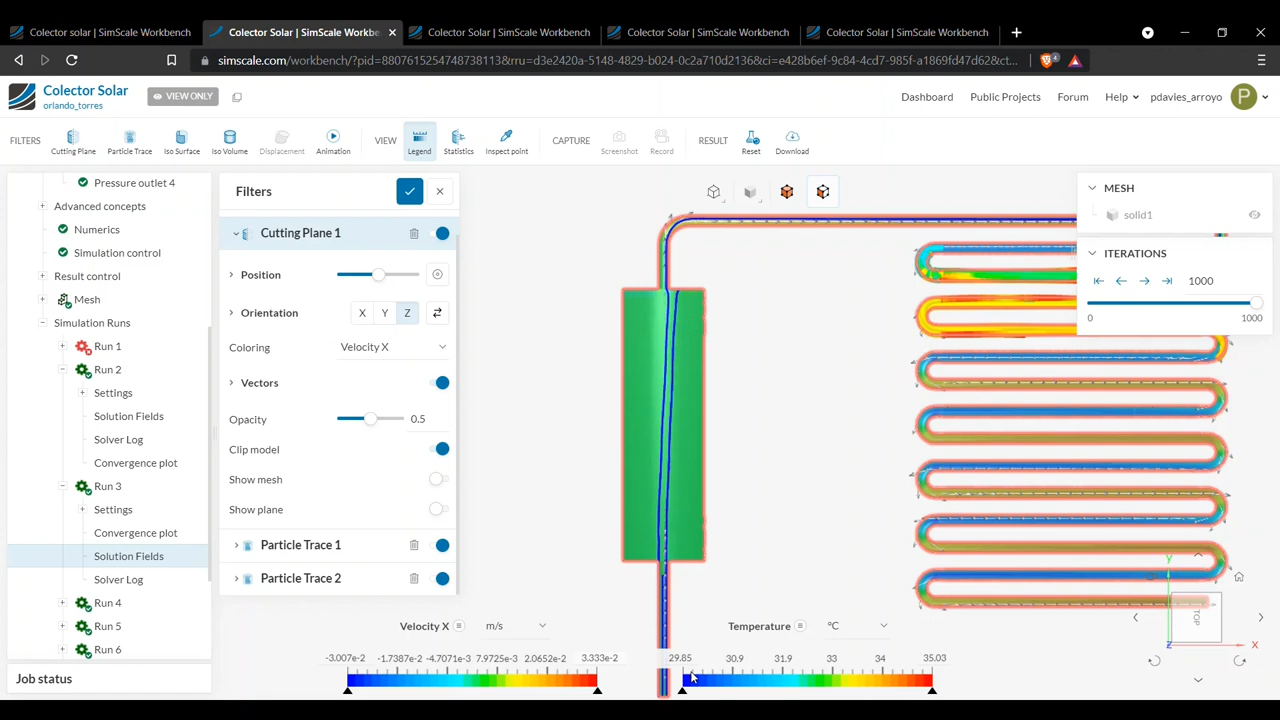 Colector solar | SimScale Workbench
Colector Solar | SimScale Workbe
Colector Solar | SimScale Workbench
Colector Solar | SimScale Workbench
Colector Solar | SimScale Workbench
simscale.com/workbench/?pid=8807615254748738113&rru=d3e2420a-5148-4829-b024-0c2a710d2136&ci=e428b6ef-9c84-4cd7-985f-a1869fd47d62&ct...
Colector Solar
orlando_torres
VIEW ONLY
Dashboard
Public Projects
Forum
Help
pdavies_arroyo
P
FILTERS
Cutting Plane
Particle Trace
Iso Surface
Iso Volume
Displacement
Animation
VIEW
Legend
Statistics
Inspect point
CAPTURE
Screenshot
Record
RESULT
Reset
Download
Pressure outlet 4
Advanced concepts
Numerics
Simulation control
Result control
Mesh
Simulation Runs
Run 1
Run 2
Settings
Solution Fields
Solver Log
Convergence plot
Run 3
Settings
Convergence plot
Solution Fields
Solver Log
Run 4
Run 5
Run 6
Job status
Filters
Cutting Plane 1
Position
Orientation
X
Y
Z
Coloring
Velocity X
Vectors
Opacity
0.5
Clip model
Show mesh
Show plane
Particle Trace 1
Particle Trace 2
MESH
solid1
ITERATIONS
1000
0
1000
Velocity X
m/s
-3.007e-2
-1.7387e-2
-4.7071e-3
7.9725e-3
2.0652e-2
3.333e-2
Temperature
°C
29.85
30.9
31.9
33
34
35.03
Y
TOP
Z
X